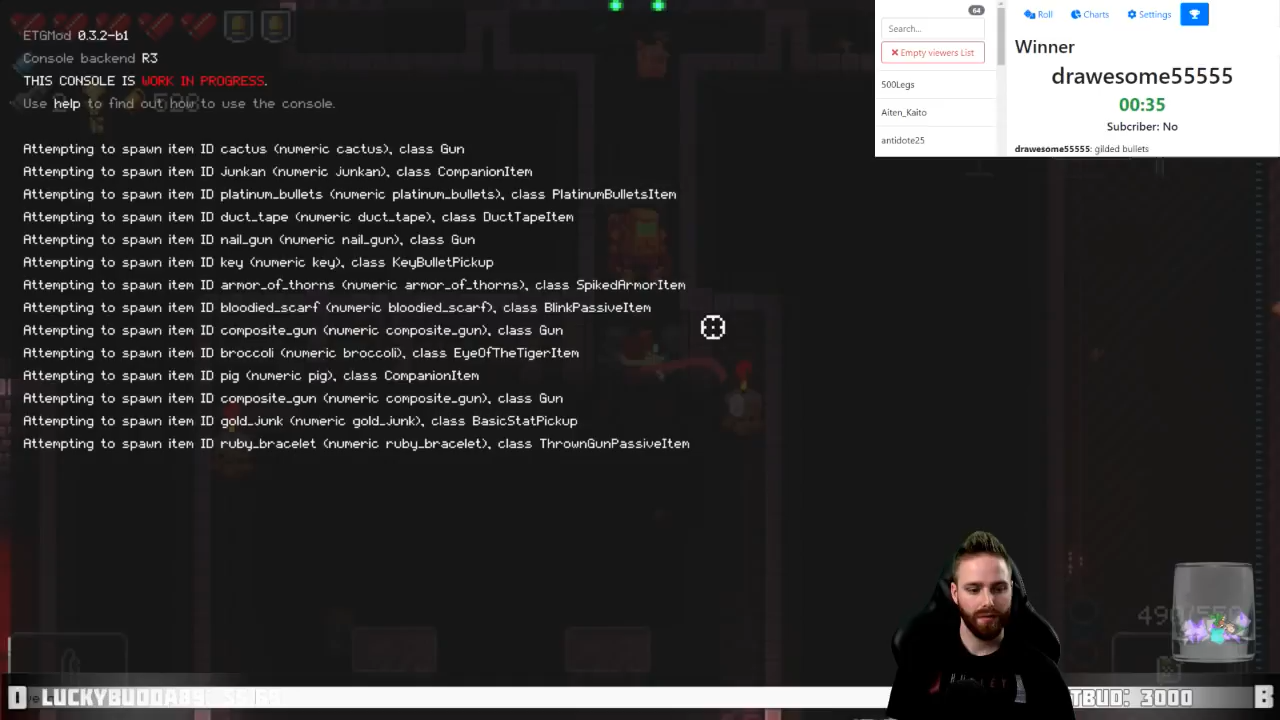 ETGMod 0.3.2-b1
Console backend R3
THIS CONSOLE IS WORK IN PROGRESS.
Use help to find out how to use the console.
Attempting to spawn item ID cactus (numeric cactus), class Gun
Attempting to spawn item ID Junkan (numeric Junkan), class CompanionItem
Attempting to spawn item ID platinum_bullets (numeric platinum_bullets), class PlatinumBulletsItem
Attempting to spawn item ID duct_tape (numeric duct_tape), class DuctTapeItem
Attempting to spawn item ID nail_gun (numeric nail_gun), class Gun
Attempting to spawn item ID key (numeric key), class KeyBulletPickup
Attempting to spawn item ID armor_of_thorns (numeric armor_of_thorns), class SpikedArmorItem
Attempting to spawn item ID bloodied_scarf (numeric bloodied_scarf), class BlinkPassiveItem
Attempting to spawn item ID composite_gun (numeric composite_gun), class Gun
Attempting to spawn item ID broccoli (numeric broccoli), class EyeOfTheTigerItem
Attempting to spawn item ID pig (numeric pig), class CompanionItem
Attempting to spawn item ID composite_gun (numeric composite_gun), class Gun
Attempting to spawn item ID gold_junk (numeric gold_junk), class BasicStatPickup
Attempting to spawn item ID ruby_bracelet (numeric ruby_bracelet), class ThrownGunPassiveItem
64
Search...
Empty viewers List
500Legs
Aiten_Kaito
antidote25
Roll Charts Settings
Winner
drawesome55555
00:35
Subcriber: No
drawesome55555: gilded bullets
490/550
D LUCKYBUDDA89:
TBUD: 3000 B